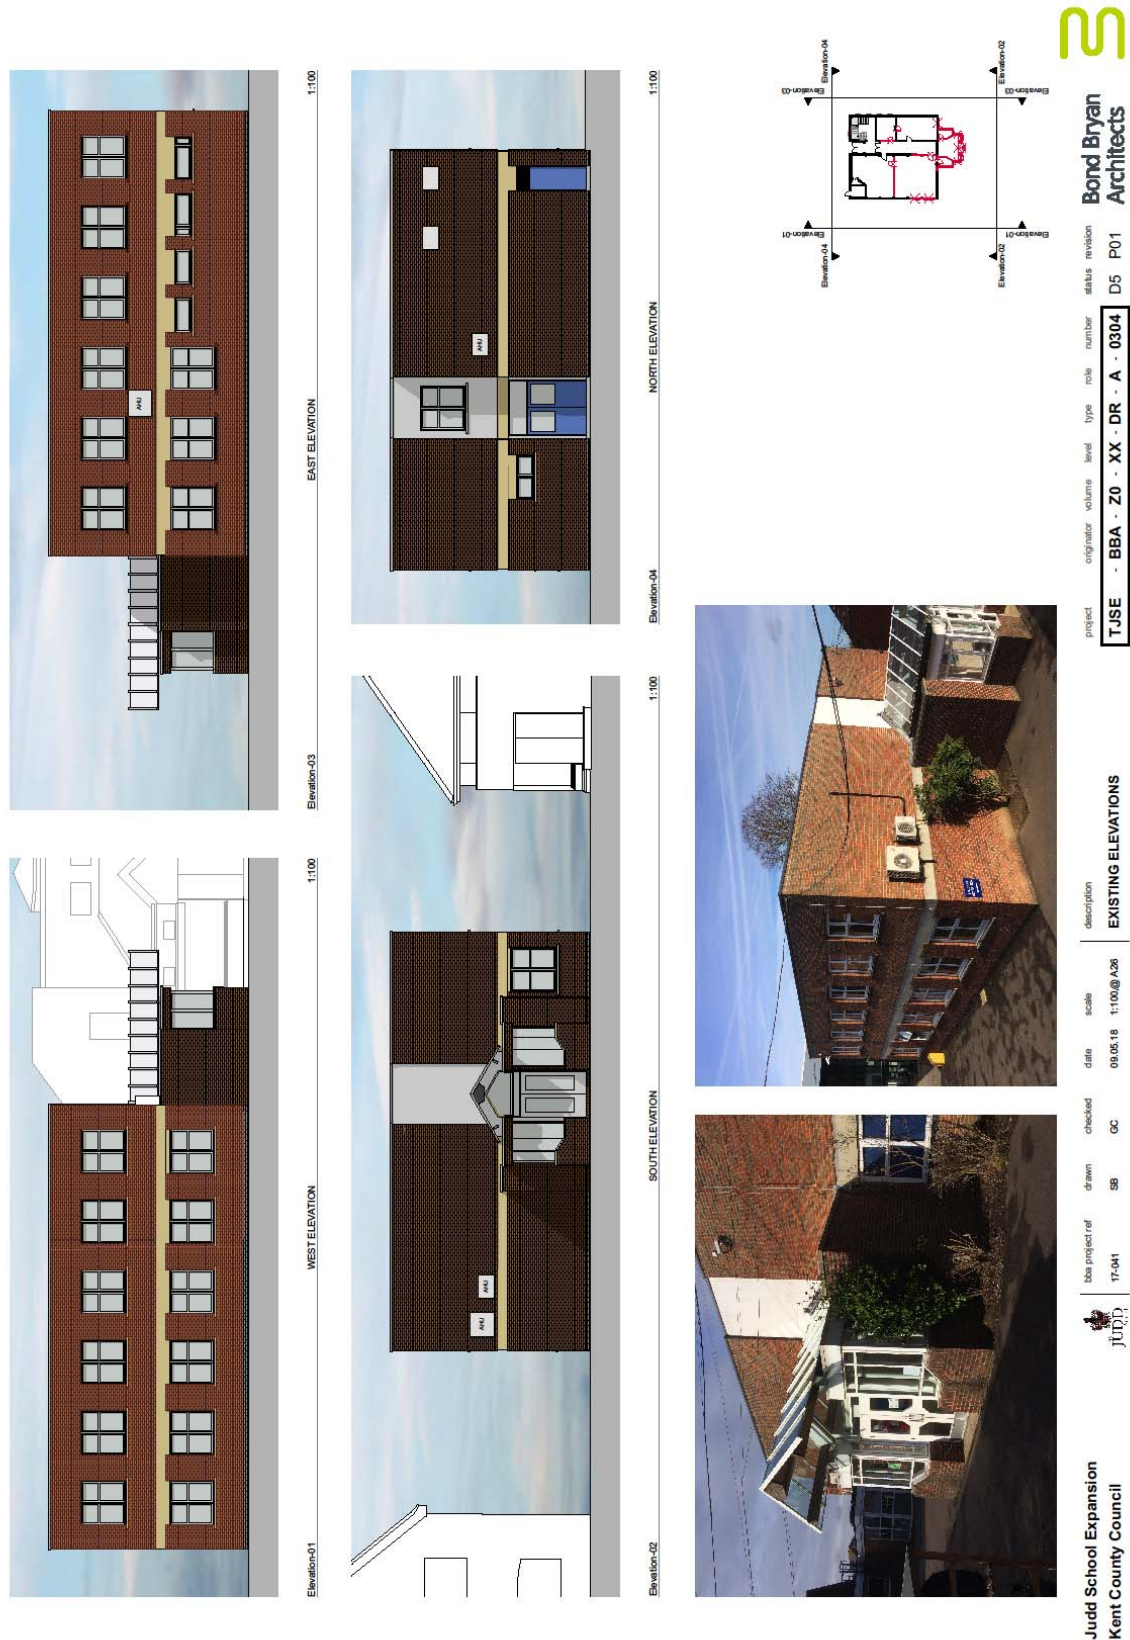 Elevation-01
WEST ELEVATION
1:100
Elevation-03
EAST ELEVATION
1:100
AHU
Elevation-02
SOUTH ELEVATION
1:100
AHU
AHU
Elevation-04
NORTH ELEVATION
1:100
AHU
Elevation-04
Elevation-03
Elevation-02
Elevation-03
Elevation-01
Elevation-04
Elevation-01
Elevation-02
Judd School Expansion
Kent County Council
JUDD
bba project ref
17-041
drawn
SB
checked
GC
date
09.05.18
scale
1:100@A26
description
EXISTING ELEVATIONS
project originator volume level type role number status revision
TJSE - BBA - Z0 - XX - DR - A - 0304 D5 P01
Bond Bryan
Architects